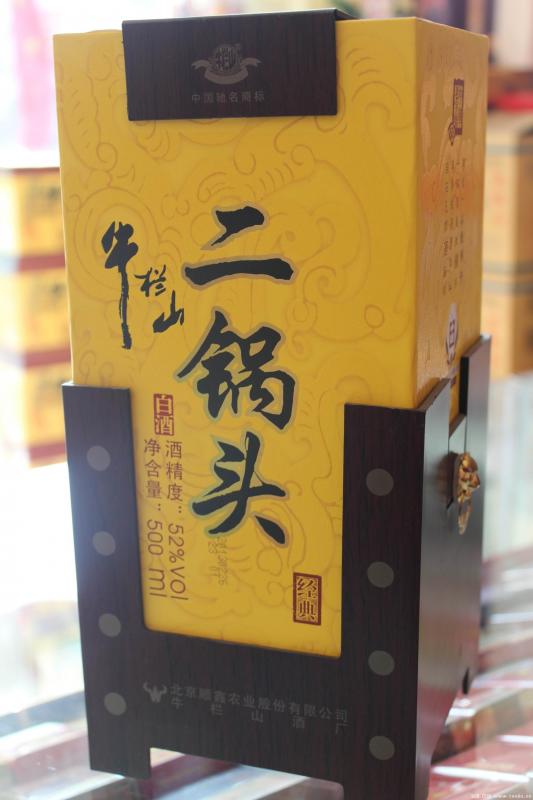 中国驰名商标
牛栏山
二锅头
白酒
酒精度：52%vol
净含量：500 ml
经典
北京顺鑫农业股份有限公司
牛栏山酒厂